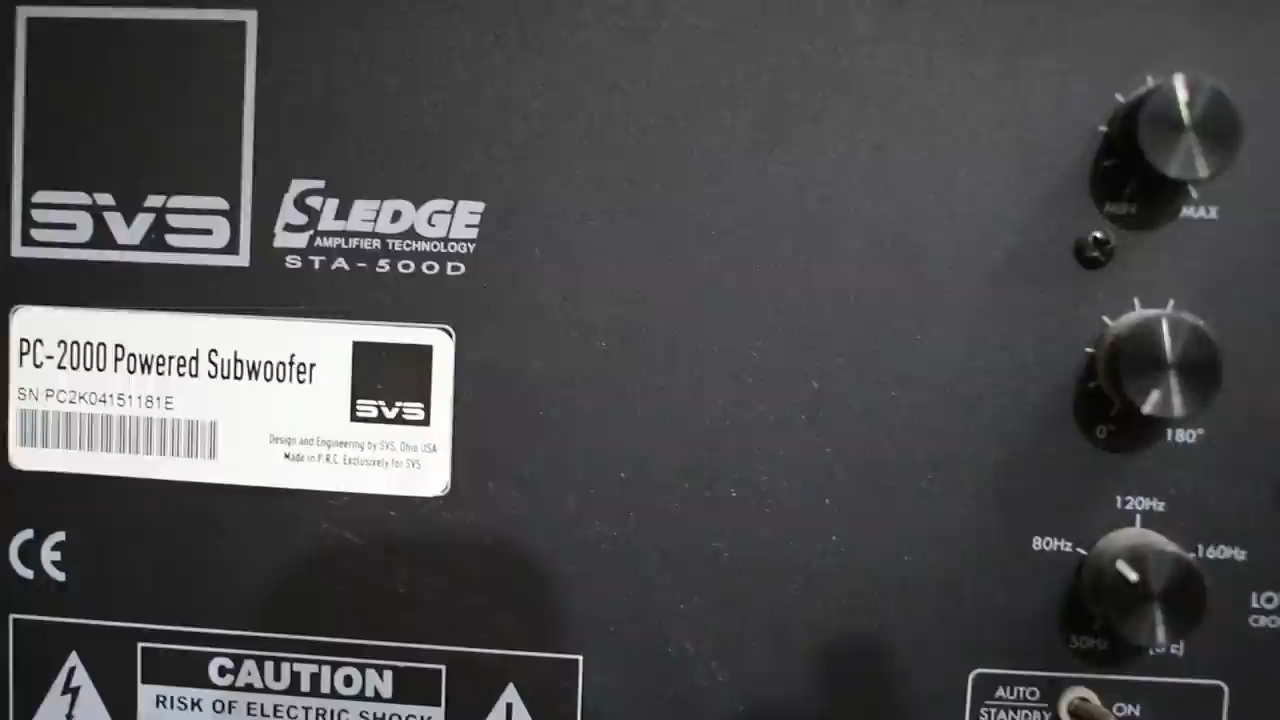 SVS
SLEDGE
AMPLIFIER TECHNOLOGY
STA-500D
PC-2000 Powered Subwoofer
SN PC2K04151181E
SVS
Design and Engineering by SVS, Ohio USA
Made in P.R.C. Exclusively for SVS
CE
CAUTION
RISK OF ELECTRIC SHOCK
MIN MAX
0° 180°
120Hz
80Hz 160Hz
50Hz
AUTO ON
STANDBY